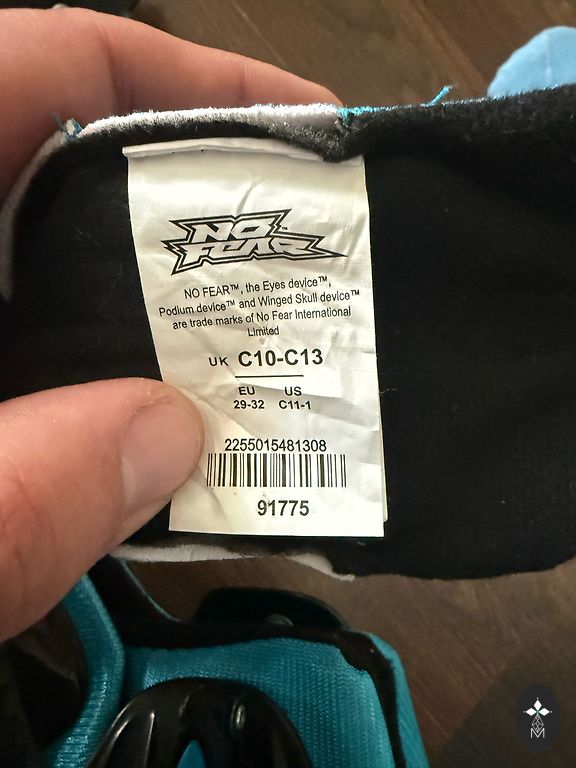 NO FEAR™
NO FEAR™, the Eyes device™,
Podium device™ and Winged Skull device™
are trade marks of No Fear International
Limited
UK C10-C13
EU US
29-32 C11-1
2255015481308
91775
M